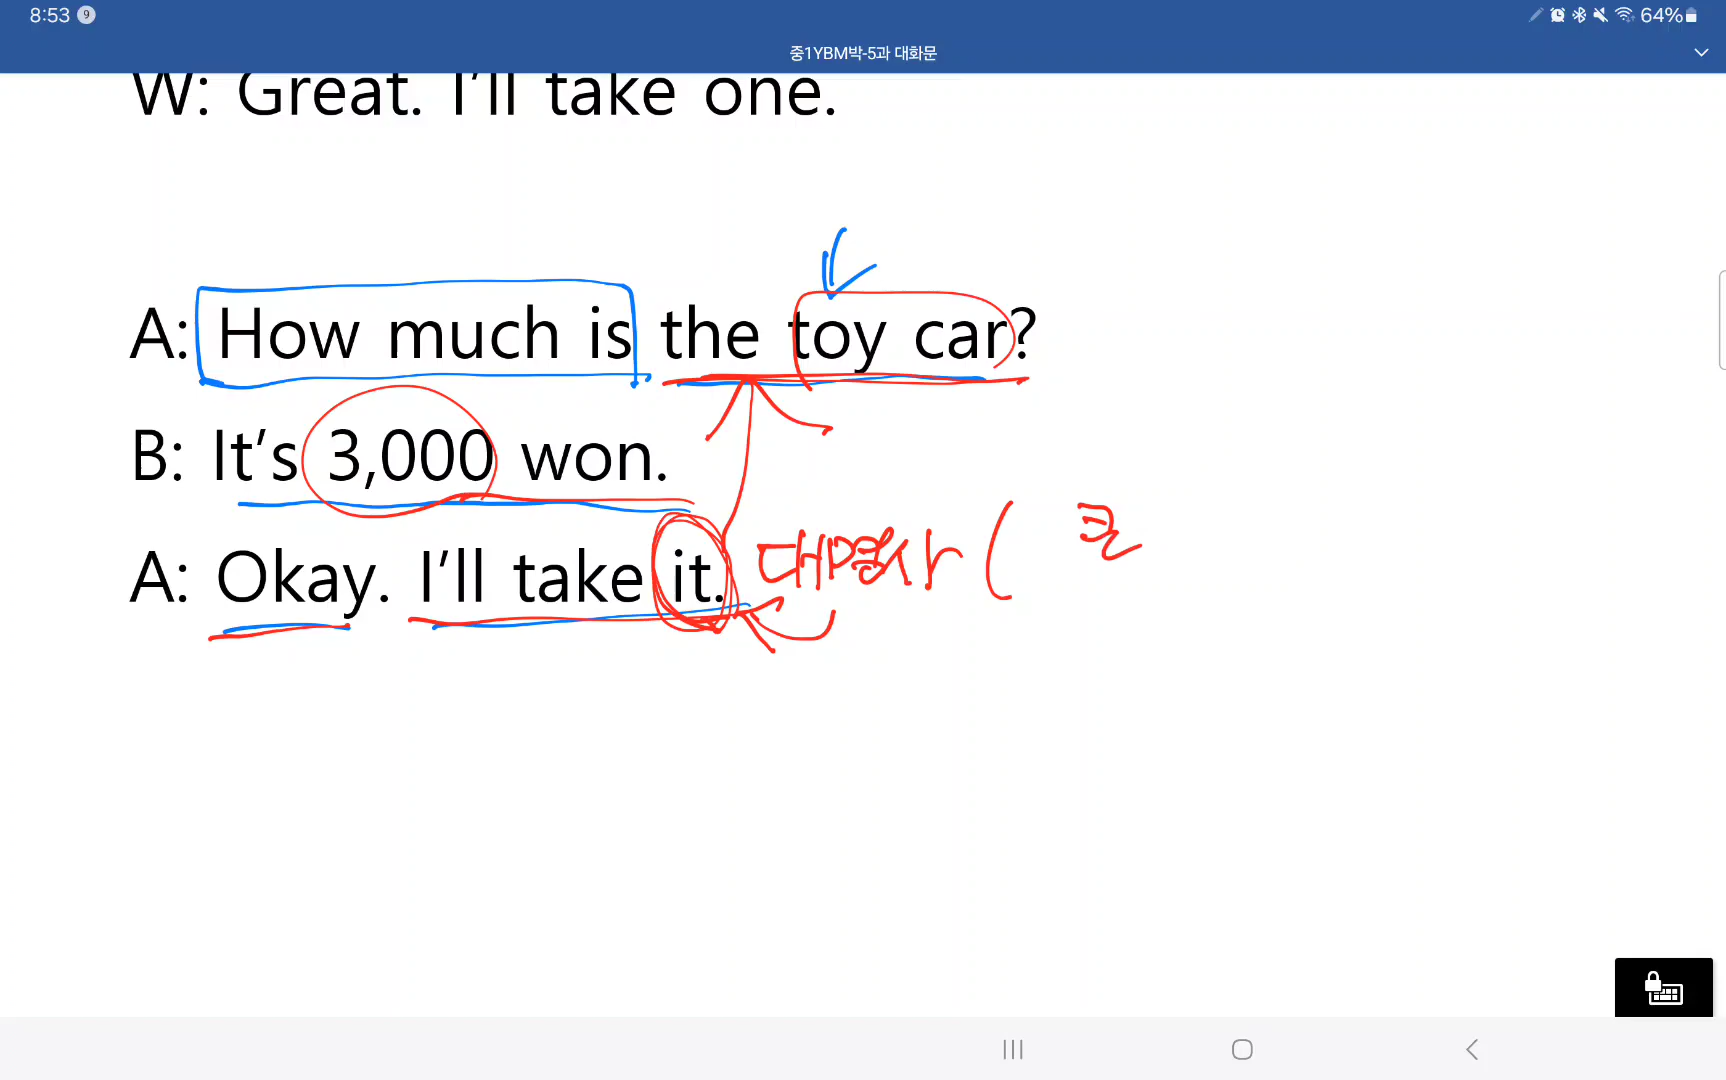 8:53 9 64%
중1YBM박-5과 대화문
W: Great. I'll take one.
A: How much is the toy car?
B: It's 3,000 won.
A: Okay. I'll take it. 대명사 (